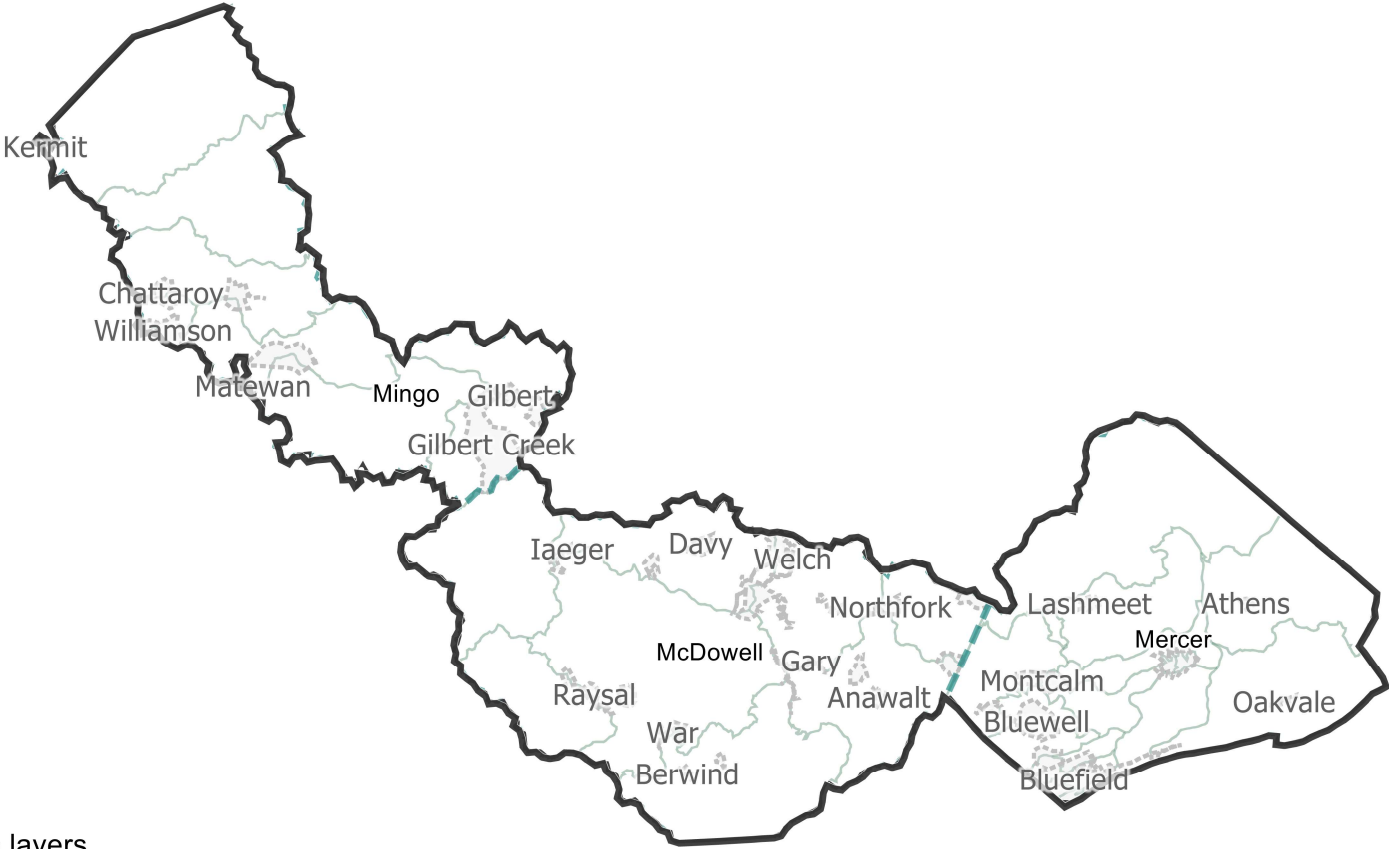 Kermit
Chattaroy
Williamson
Matewan
Mingo
Gilbert
Gilbert Creek
Iaeger
Davy
Welch
Northfork
Lashmeet
Athens
Mercer
McDowell
Gary
Anawalt
Montcalm
Raysal
Oakvale
Bluewell
War
Berwind
Bluefield
layers